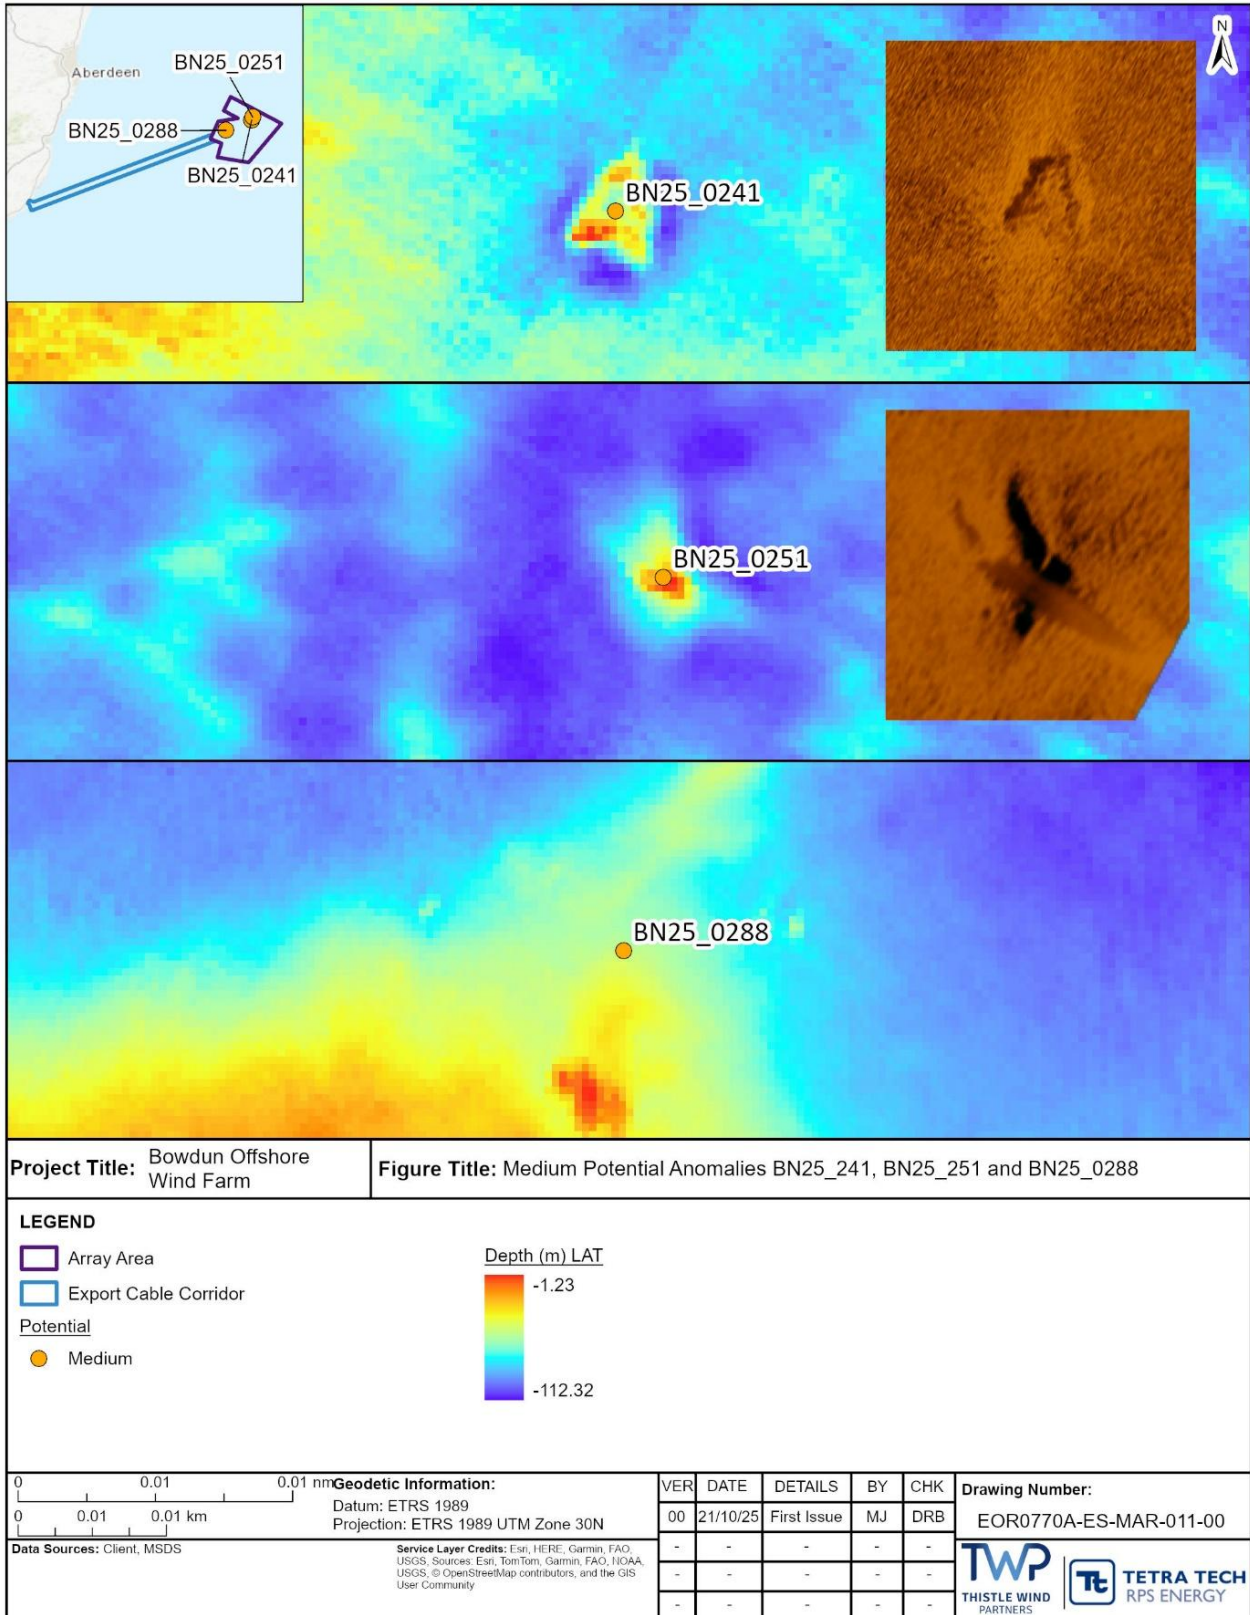 N
Aberdeen
BN25_0251
BN25_0288
BN25_0241
BN25_0241
BN25_0251
BN25_0288
Project Title: Bowdun Offshore
Wind Farm
Figure Title: Medium Potential Anomalies BN25_241, BN25_251 and BN25_0288
LEGEND
Array Area
Export Cable Corridor
Potential
Medium
Depth (m) LAT
-1.23
-112.32
0 0.01 0.01 nm
0 0.01 0.01 km
Geodetic Information:
Datum: ETRS 1989
Projection: ETRS 1989 UTM Zone 30N
Data Sources: Client, MSDS
Service Layer Credits: Esri, HERE, Garmin, FAO,
USGS, Sources: Esri, TomTom, Garmin, FAO, NOAA,
USGS, © OpenStreetMap contributors, and the GIS
User Community
VER DATE DETAILS BY CHK
00 21/10/25 First Issue MJ DRB
- - - - -
- - - - -
- - - - -
Drawing Number:
EOR0770A-ES-MAR-011-00
TWP
THISTLE WIND
PARTNERS
Tt
TETRA TECH
RPS ENERGY